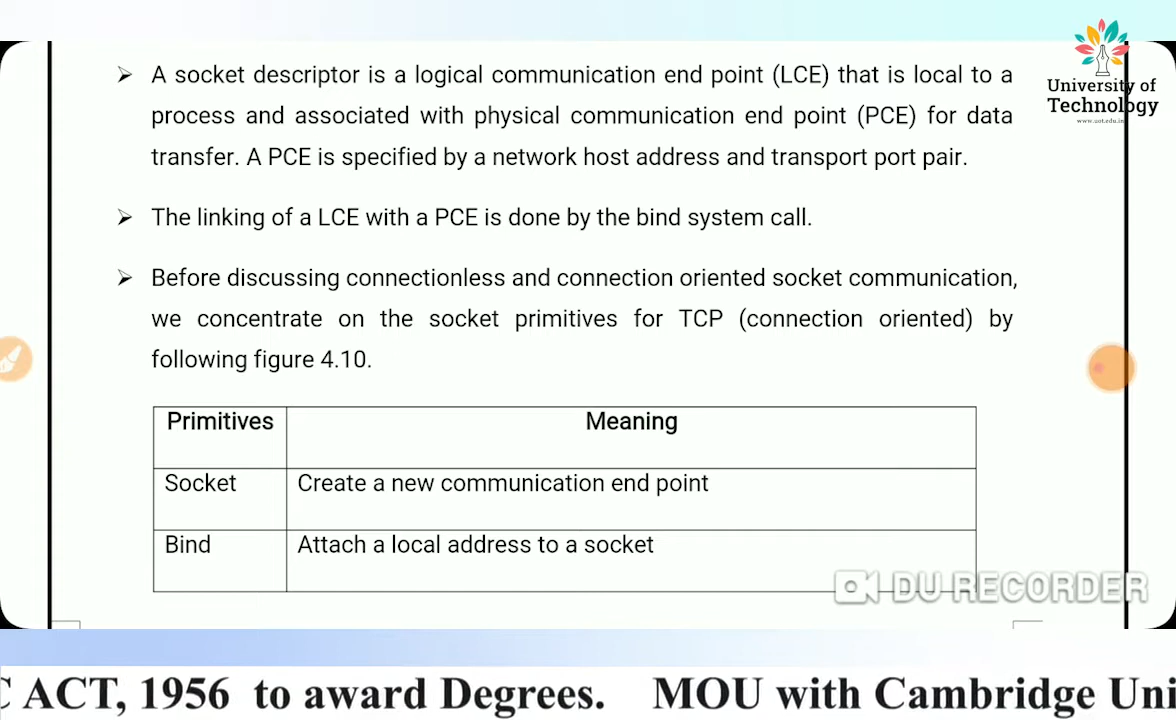 ➢ A socket descriptor is a logical communication end point (LCE) that is local to a
process and associated with physical communication end point (PCE) for data
transfer. A PCE is specified by a network host address and transport port pair.
➢ The linking of a LCE with a PCE is done by the bind system call.
➢ Before discussing connectionless and connection oriented socket communication,
we concentrate on the socket primitives for TCP (connection oriented) by
following figure 4.10.
Primitives Meaning
Socket Create a new communication end point
Bind Attach a local address to a socket
University of
Technology
www.uot.edu.in
DU RECORDER
C ACT, 1956 to award Degrees. MOU with Cambridge Uni